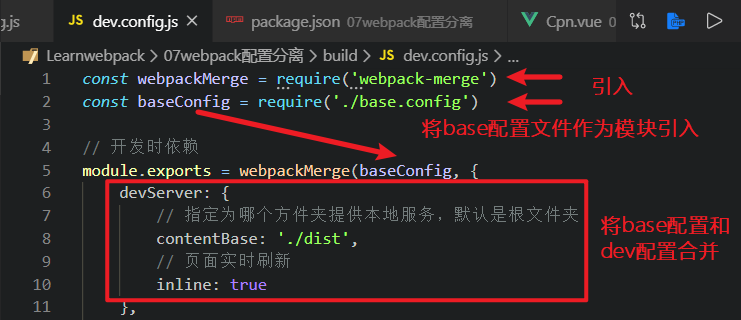 g.js
JS dev.config.js ×
package.json 07webpack配置分离
Cpn.vue 0
Learnwebpack > 07webpack配置分离 > build > JS dev.config.js > ...
1 const webpackMerge = require('webpack-merge')
引入
2 const baseConfig = require('./base.config')
3
将base配置文件作为模块引入
4 // 开发时依赖
5 module.exports = webpackMerge(baseConfig, {
6 devServer: {
7 // 指定为哪个方件夹提供本地服务，默认是根文件夹
8 contentBase: './dist',
9 // 页面实时刷新
10 inline: true
11 },
将base配置和
dev配置合并